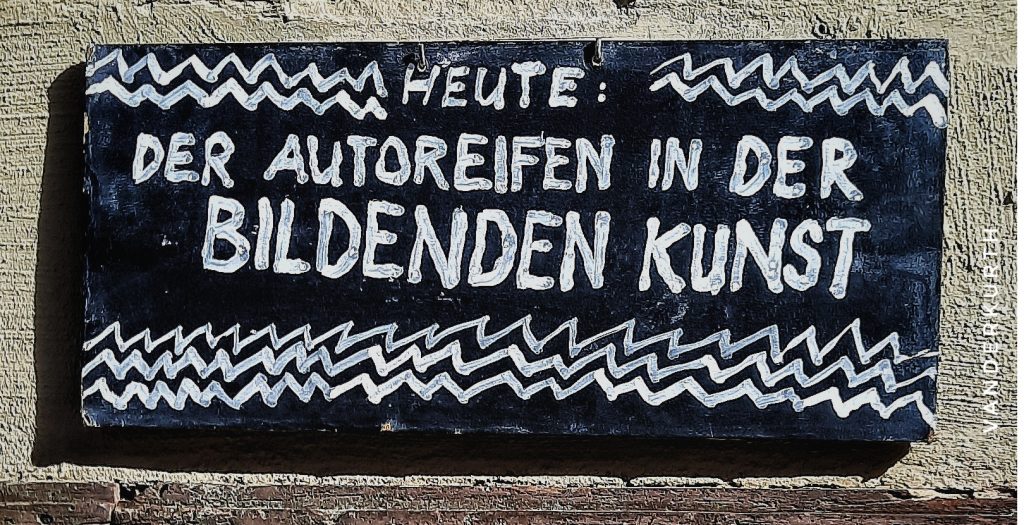 HEUTE:
DER AUTOREIFEN IN DER
BILDENDEN KUNST
VANDERKURTH